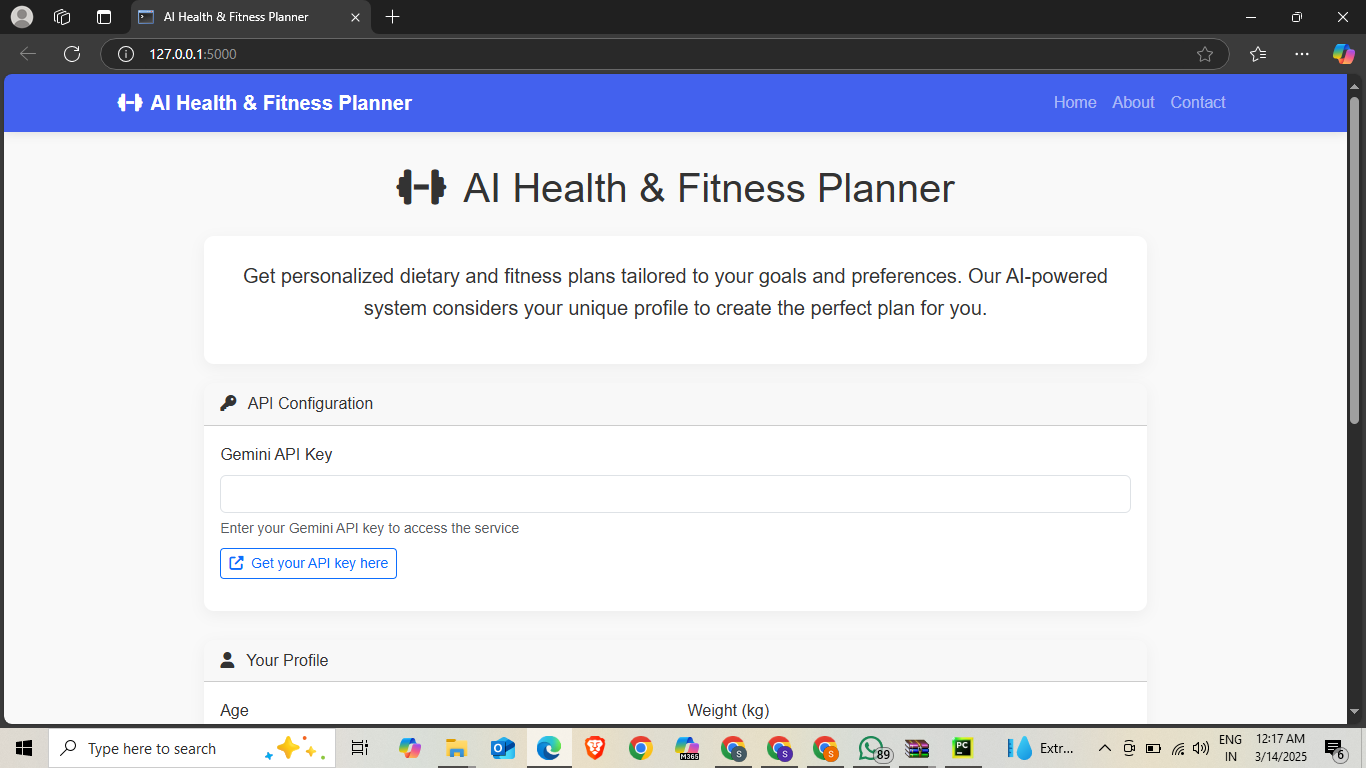 AI Health & Fitness Planner
127.0.0.1:5000
AI Health & Fitness Planner
Home About Contact
AI Health & Fitness Planner
Get personalized dietary and fitness plans tailored to your goals and preferences. Our AI-powered
system considers your unique profile to create the perfect plan for you.
API Configuration
Gemini API Key
Enter your Gemini API key to access the service
Get your API key here
Your Profile
Age Weight (kg)
Type here to search
M365
S
S
S
89
PC
Extr...
ENG
IN
12:17 AM
3/14/2025
6